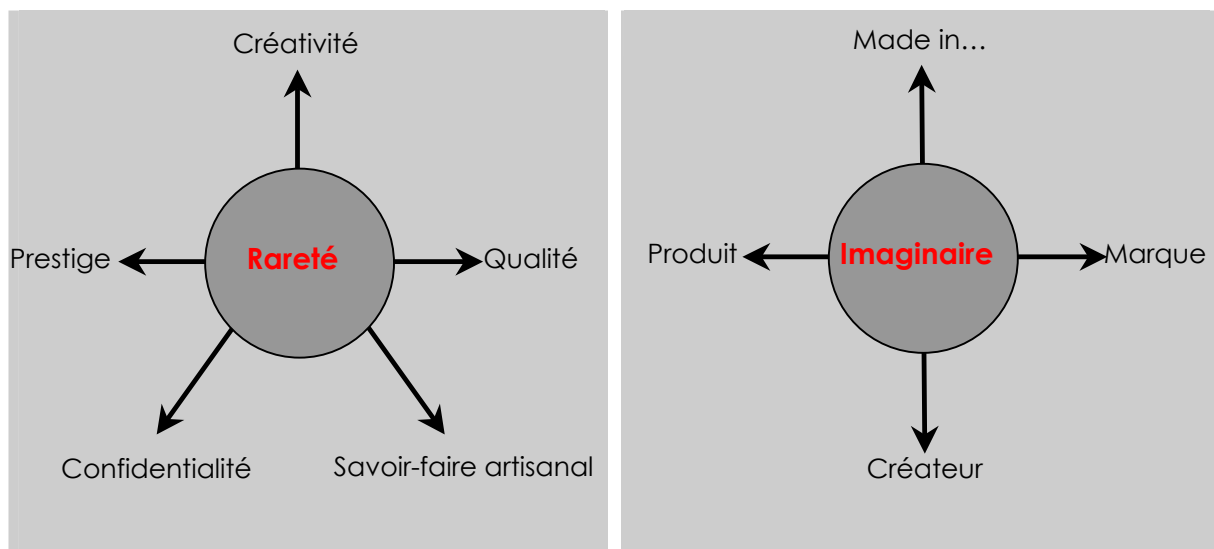 Créativité
Prestige
Rareté
Qualité
Confidentialité
Savoir-faire artisanal
Made in…
Produit
Imaginaire
Marque
Créateur